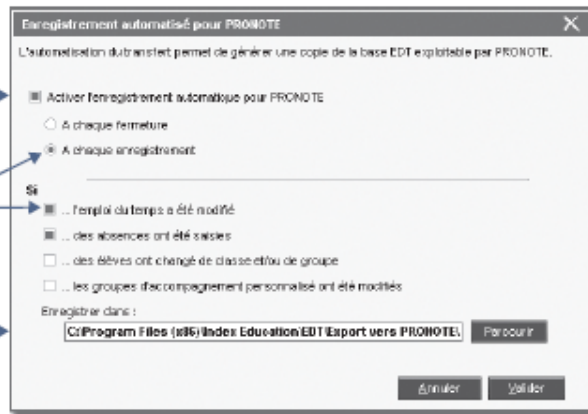 Enregistrement automatisé pour PRONOTE
L'automatisation du transfert permet de générer une copie de la base EDT exploitable par PRONOTE.
Activer l'enregistrement automatique pour PRONOTE
A chaque fermeture
A chaque enregistrement
Si
... l'emploi du temps a été modifié
... des absences ont été saisies
... des élèves ont changé de classe et/ou de groupe
... les groupes d'accompagnement personnalisé ont été modifiés
Enregistrer dans :
C:\Program Files (x86)\Index Education\EDT\Export vers PRONOTE\
Parcourir
Annuler
Valider